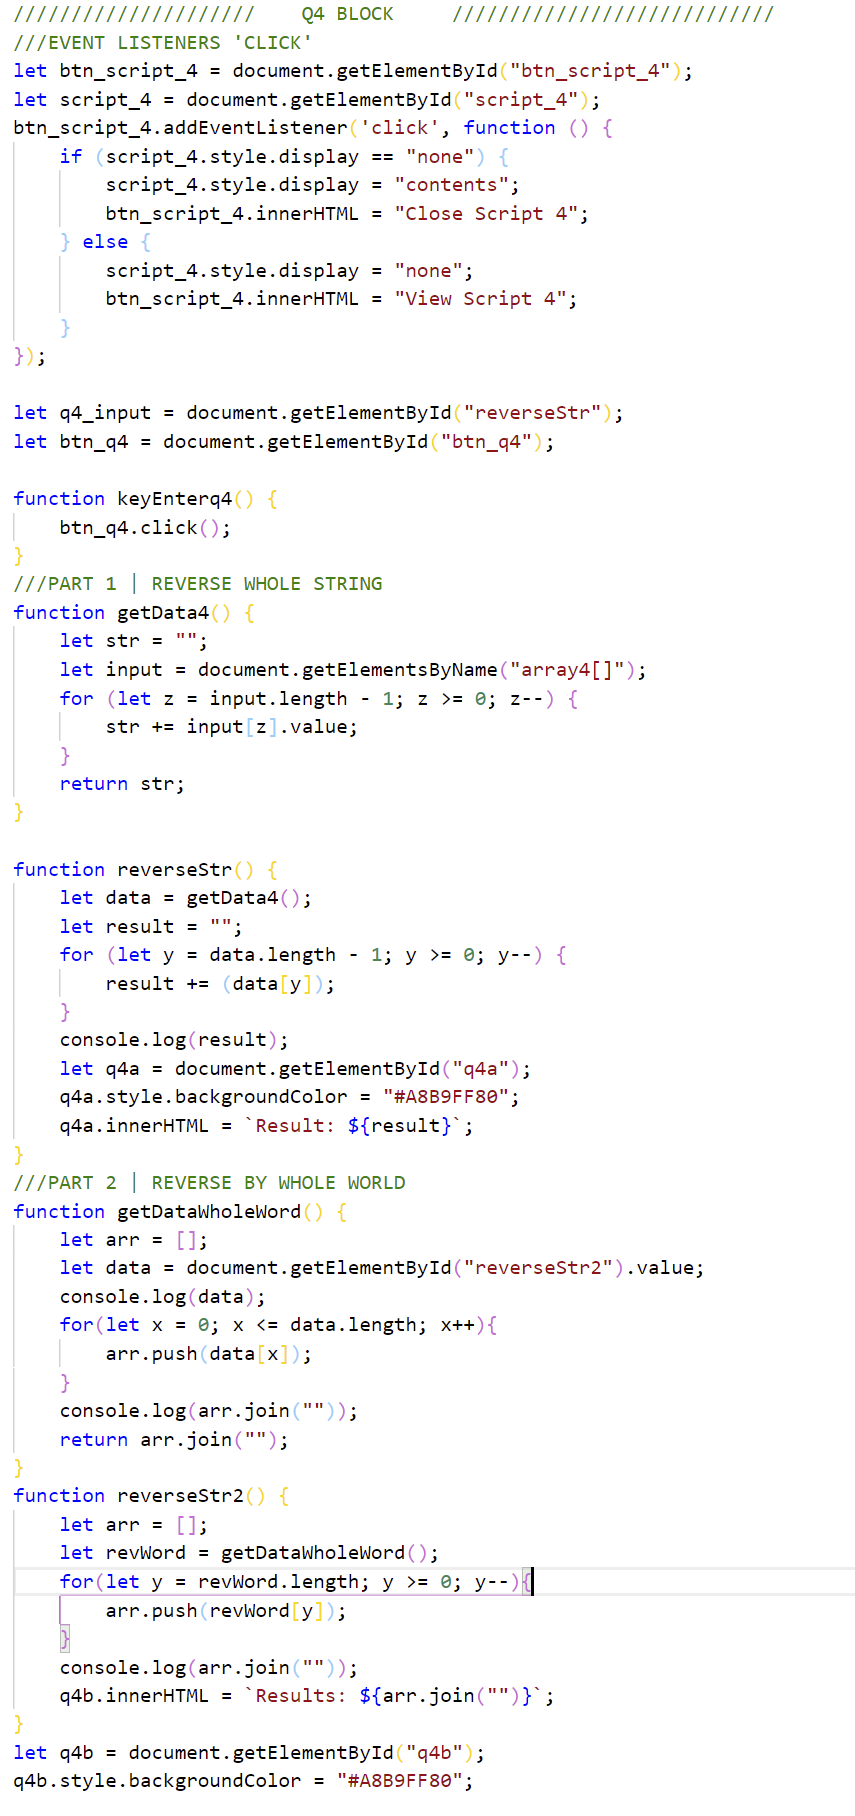 /////////////////////    Q4 BLOCK     ////////////////////////////
///EVENT LISTENERS 'CLICK'
let btn_script_4 = document.getElementById("btn_script_4");
let script_4 = document.getElementById("script_4");
btn_script_4.addEventListener('click', function () {
    if (script_4.style.display == "none") {
        script_4.style.display = "contents";
        btn_script_4.innerHTML = "Close Script 4";
    } else {
        script_4.style.display = "none";
        btn_script_4.innerHTML = "View Script 4";
    }
});

let q4_input = document.getElementById("reverseStr");
let btn_q4 = document.getElementById("btn_q4");

function keyEnterq4() {
    btn_q4.click();
}
///PART 1 | REVERSE WHOLE STRING
function getData4() {
    let str = "";
    let input = document.getElementsByName("array4[]");
    for (let z = input.length - 1; z >= 0; z--) {
        str += input[z].value;
    }
    return str;
}

function reverseStr() {
    let data = getData4();
    let result = "";
    for (let y = data.length - 1; y >= 0; y--) {
        result += (data[y]);
    }
    console.log(result);
    let q4a = document.getElementById("q4a");
    q4a.style.backgroundColor = "#A8B9FF80";
    q4a.innerHTML = `Result: ${result}`;
}
///PART 2 | REVERSE BY WHOLE WORLD
function getDataWholeWord() {
    let arr = [];
    let data = document.getElementById("reverseStr2").value;
    console.log(data);
    for(let x = 0; x <= data.length; x++){
        arr.push(data[x]);
    }
    console.log(arr.join(""));
    return arr.join("");
}
function reverseStr2() {
    let arr = [];
    let revWord = getDataWholeWord();
    for(let y = revWord.length; y >= 0; y--){
        arr.push(revWord[y]);
    }
    console.log(arr.join(""));
    q4b.innerHTML = `Results: ${arr.join("")}`;
}
let q4b = document.getElementById("q4b");
q4b.style.backgroundColor = "#A8B9FF80";